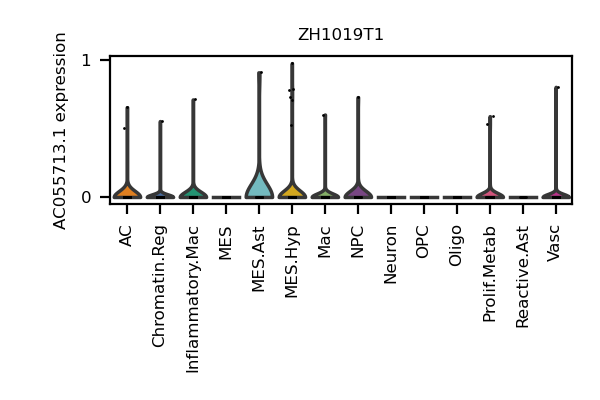 ZH1019T1
AC055713.1 expression
1
0
AC
Chromatin.Reg
Inflammatory.Mac
MES
MES.Ast
MES.Hyp
Mac
NPC
Neuron
OPC
Oligo
Prolif.Metab
Reactive.Ast
Vasc